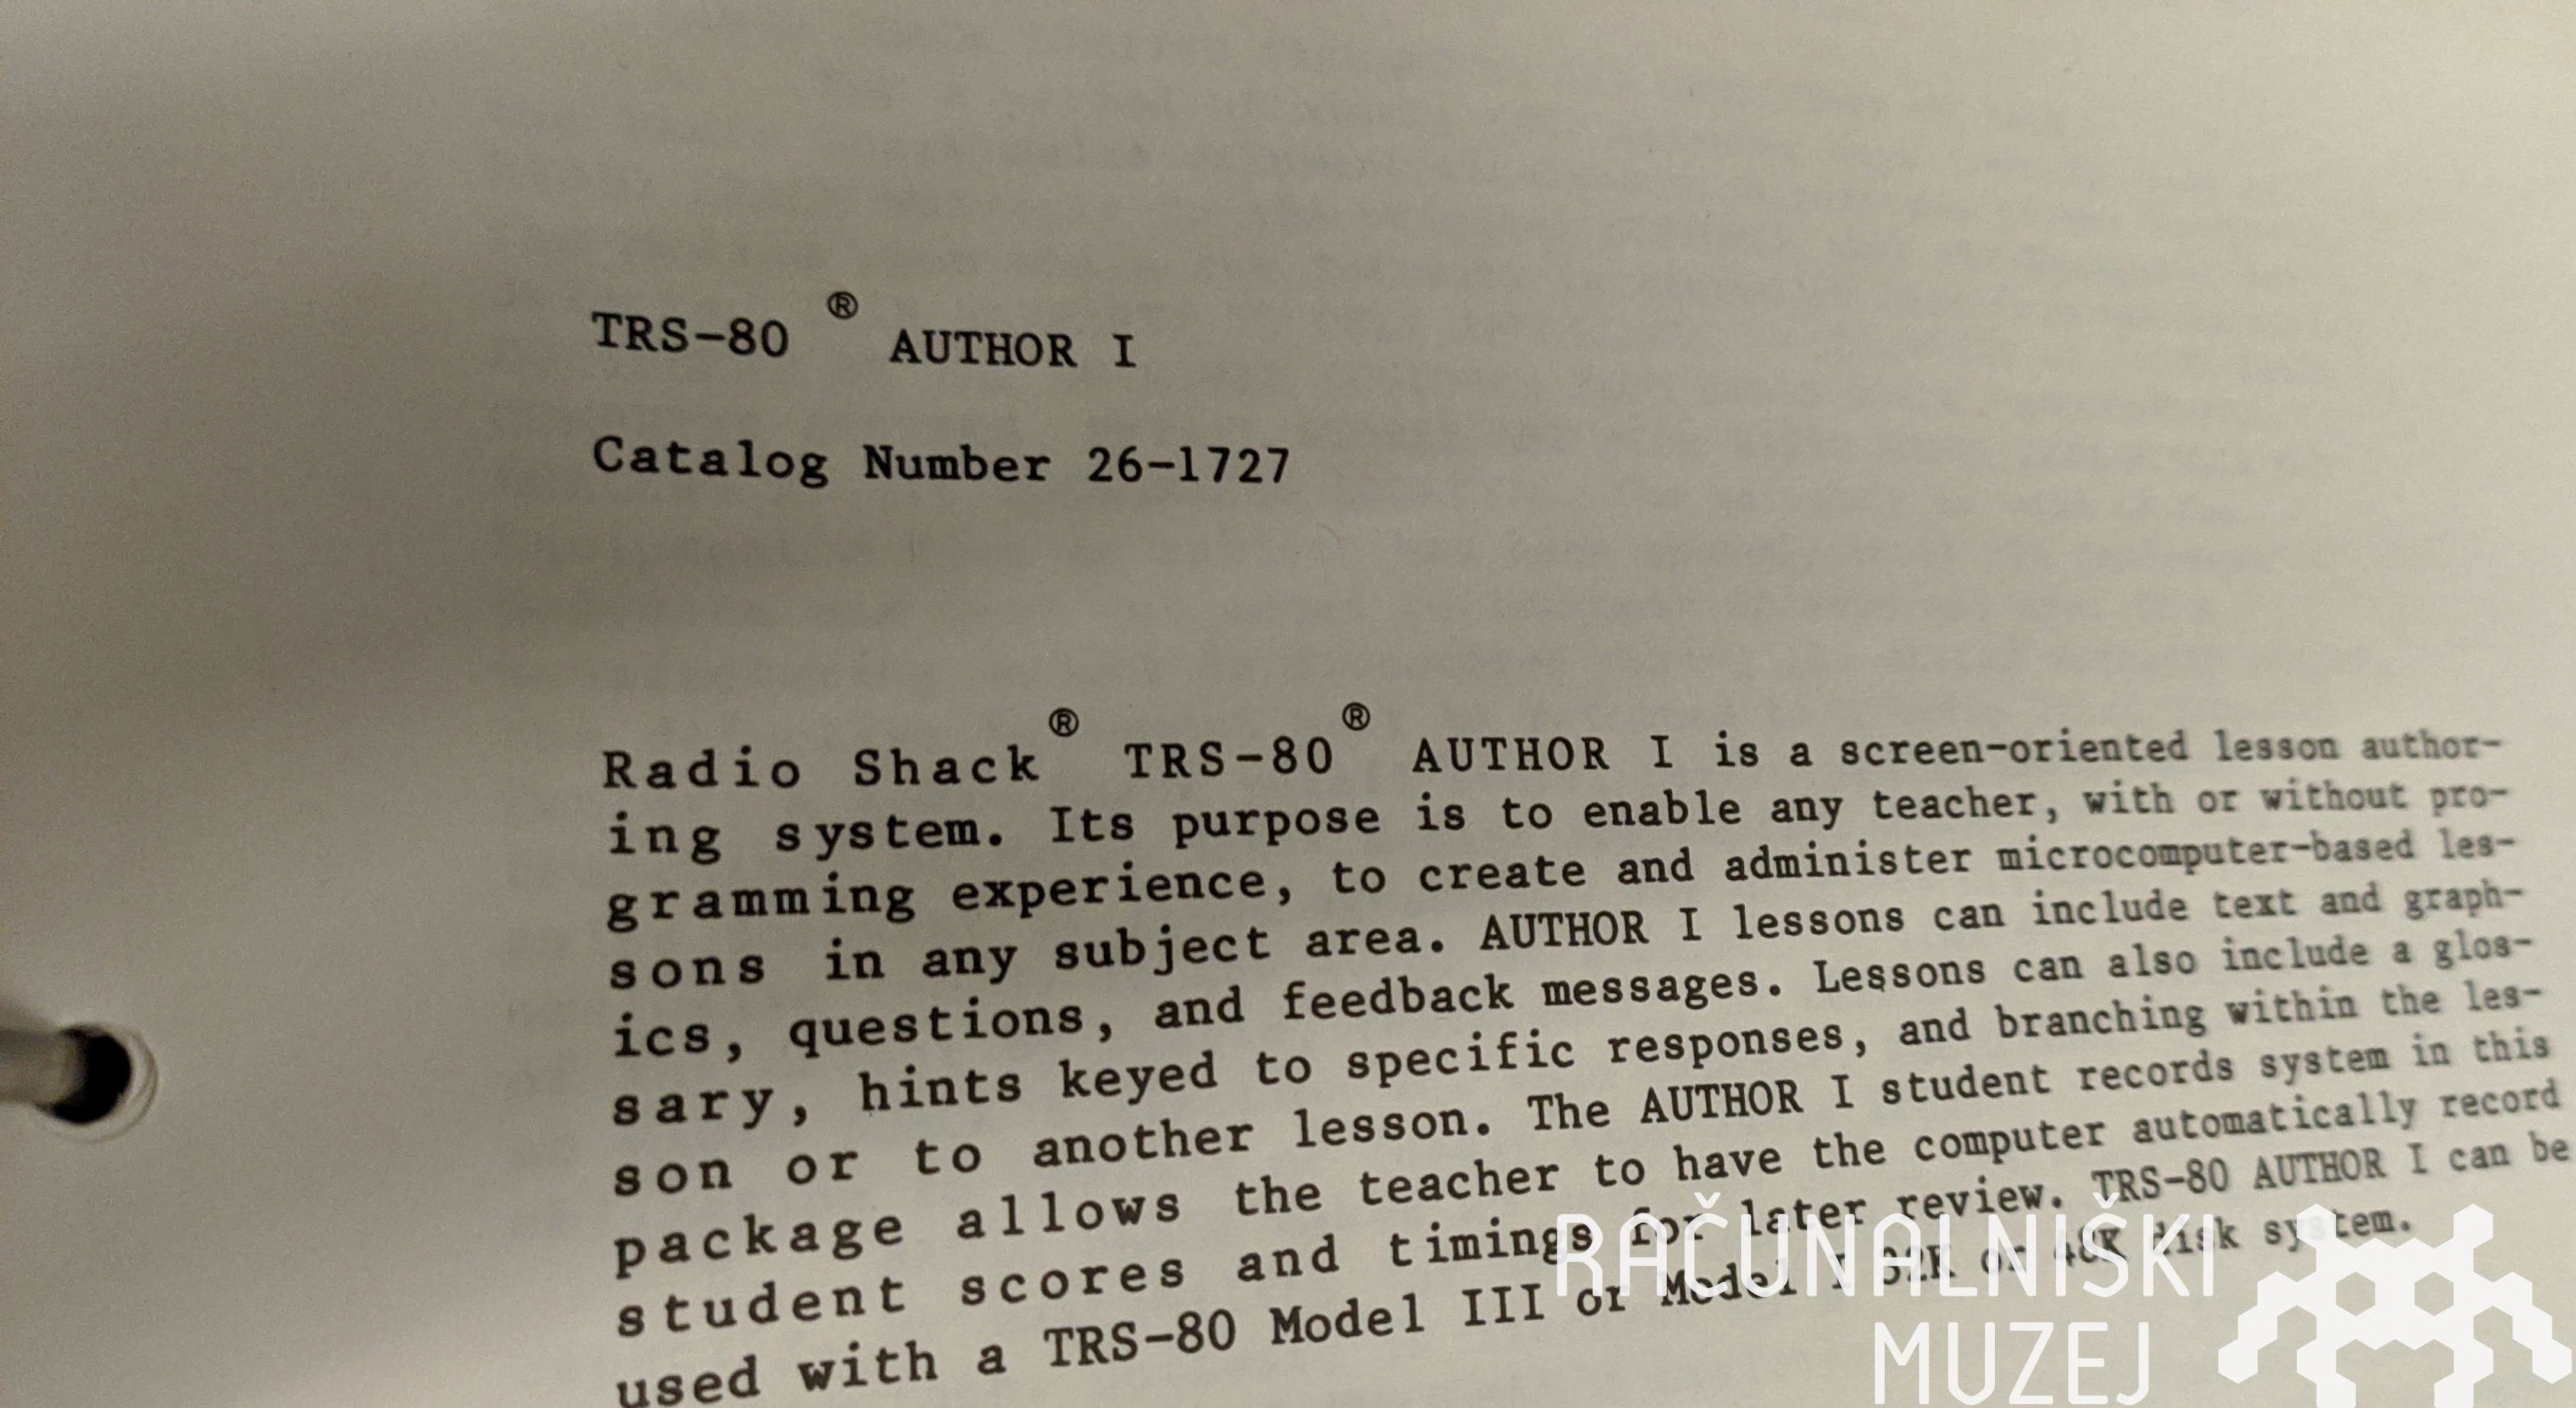 TRS-80 ® AUTHOR I
Catalog Number 26-1727
Radio Shack® TRS-80® AUTHOR I is a screen-oriented lesson author-
ing system. Its purpose is to enable any teacher, with or without pro-
gramming experience, to create and administer microcomputer-based les-
sons in any subject area. AUTHOR I lessons can include text and graph-
ics, questions, and feedback messages. Lessons can also include a glos-
sary, hints keyed to specific responses, and branching within the les-
son or to another lesson. The AUTHOR I student records system in this
package allows the teacher to have the computer automatically record
student scores and timings for later review. TRS-80 AUTHOR I can be
used with a TRS-80 Model III or Model I 32K or 48K disk system.
RAČUNALNIŠKI
MUZEJ